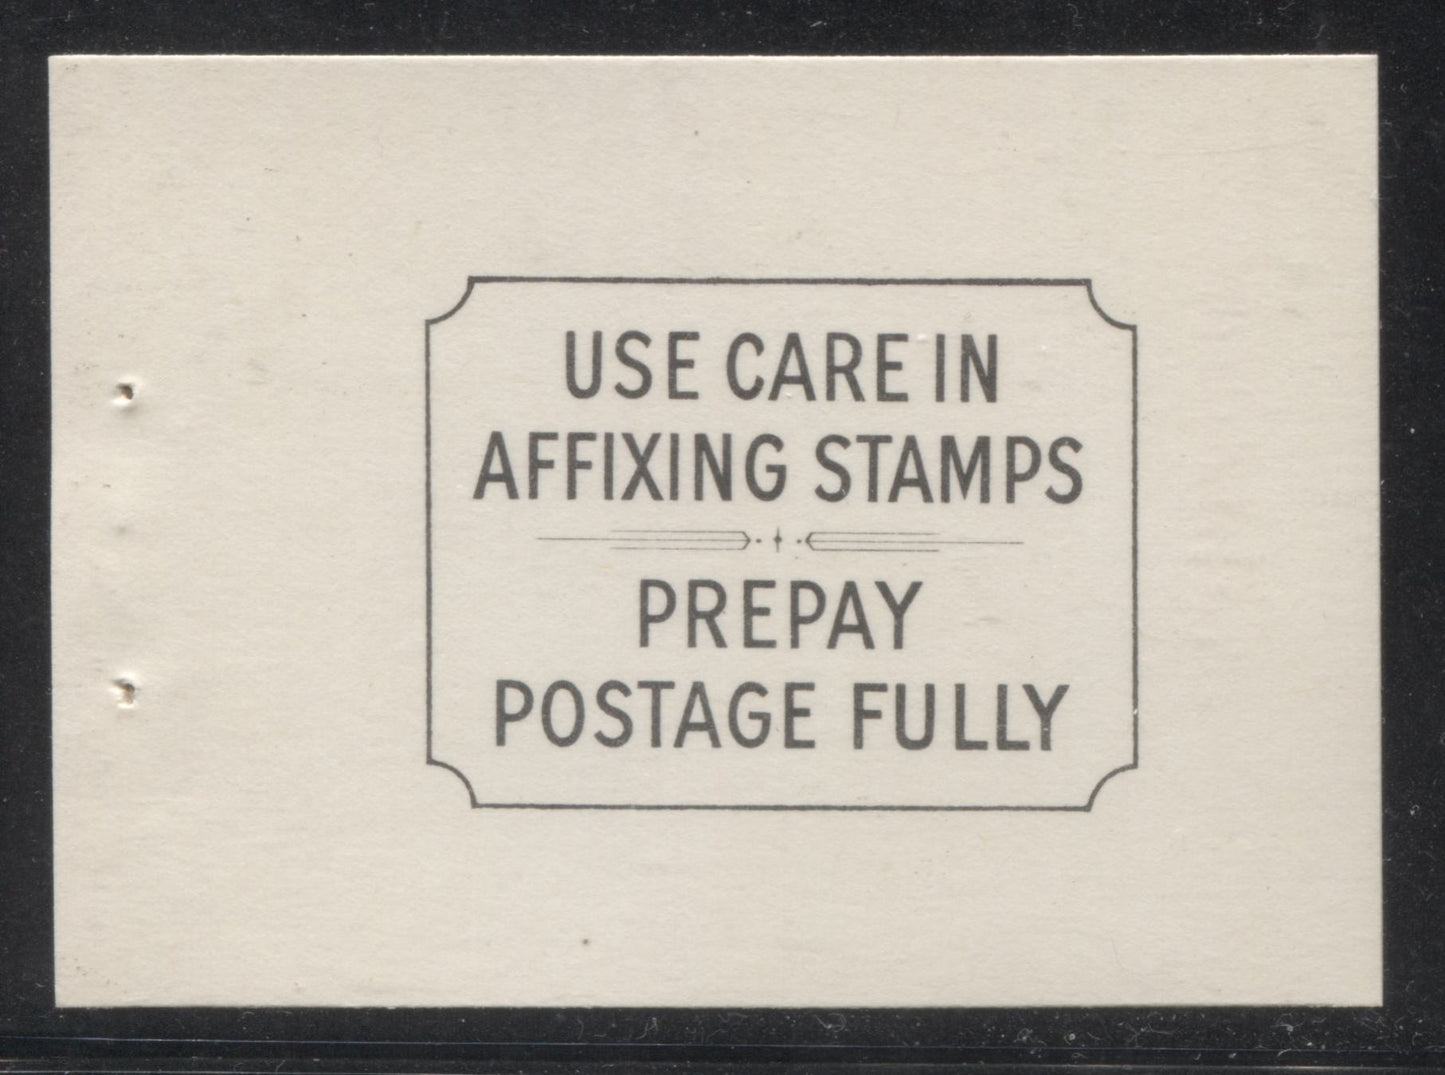 USE CARE IN
AFFIXING STAMPS
PREPAY
POSTAGE FULLY